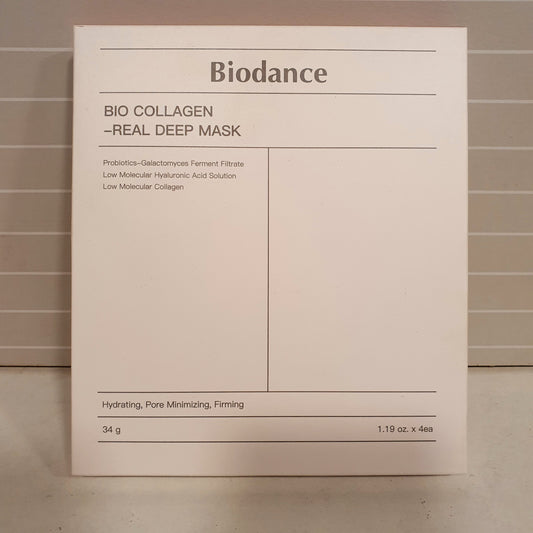 Biodance
BIO COLLAGEN
-REAL DEEP MASK
Probiotics-Galactomyces Ferment Filtrate
Low Molecular Hyaluronic Acid Solution
Low Molecular Collagen
Hydrating, Pore Minimizing, Firming
34 g
1.19 oz. x 4ea